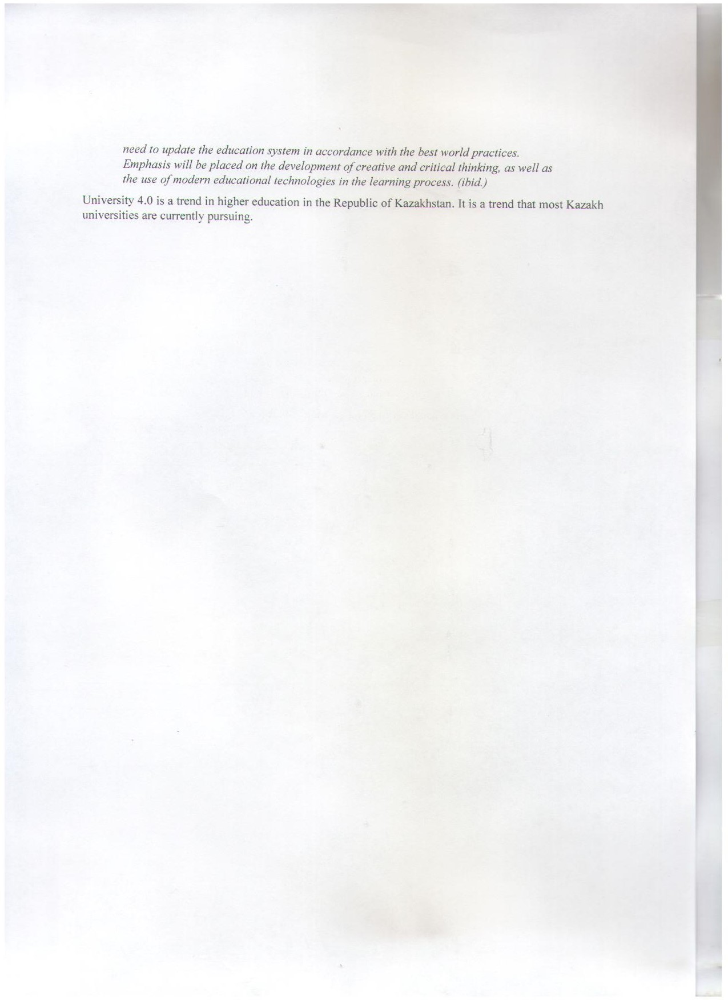 need to update the education system in accordance with the best world practices.
Emphasis will be placed on the development of creative and critical thinking, as well as
the use of modern educational technologies in the learning process. (ibid.)
University 4.0 is a trend in higher education in the Republic of Kazakhstan. It is a trend that most Kazakh
universities are currently pursuing.